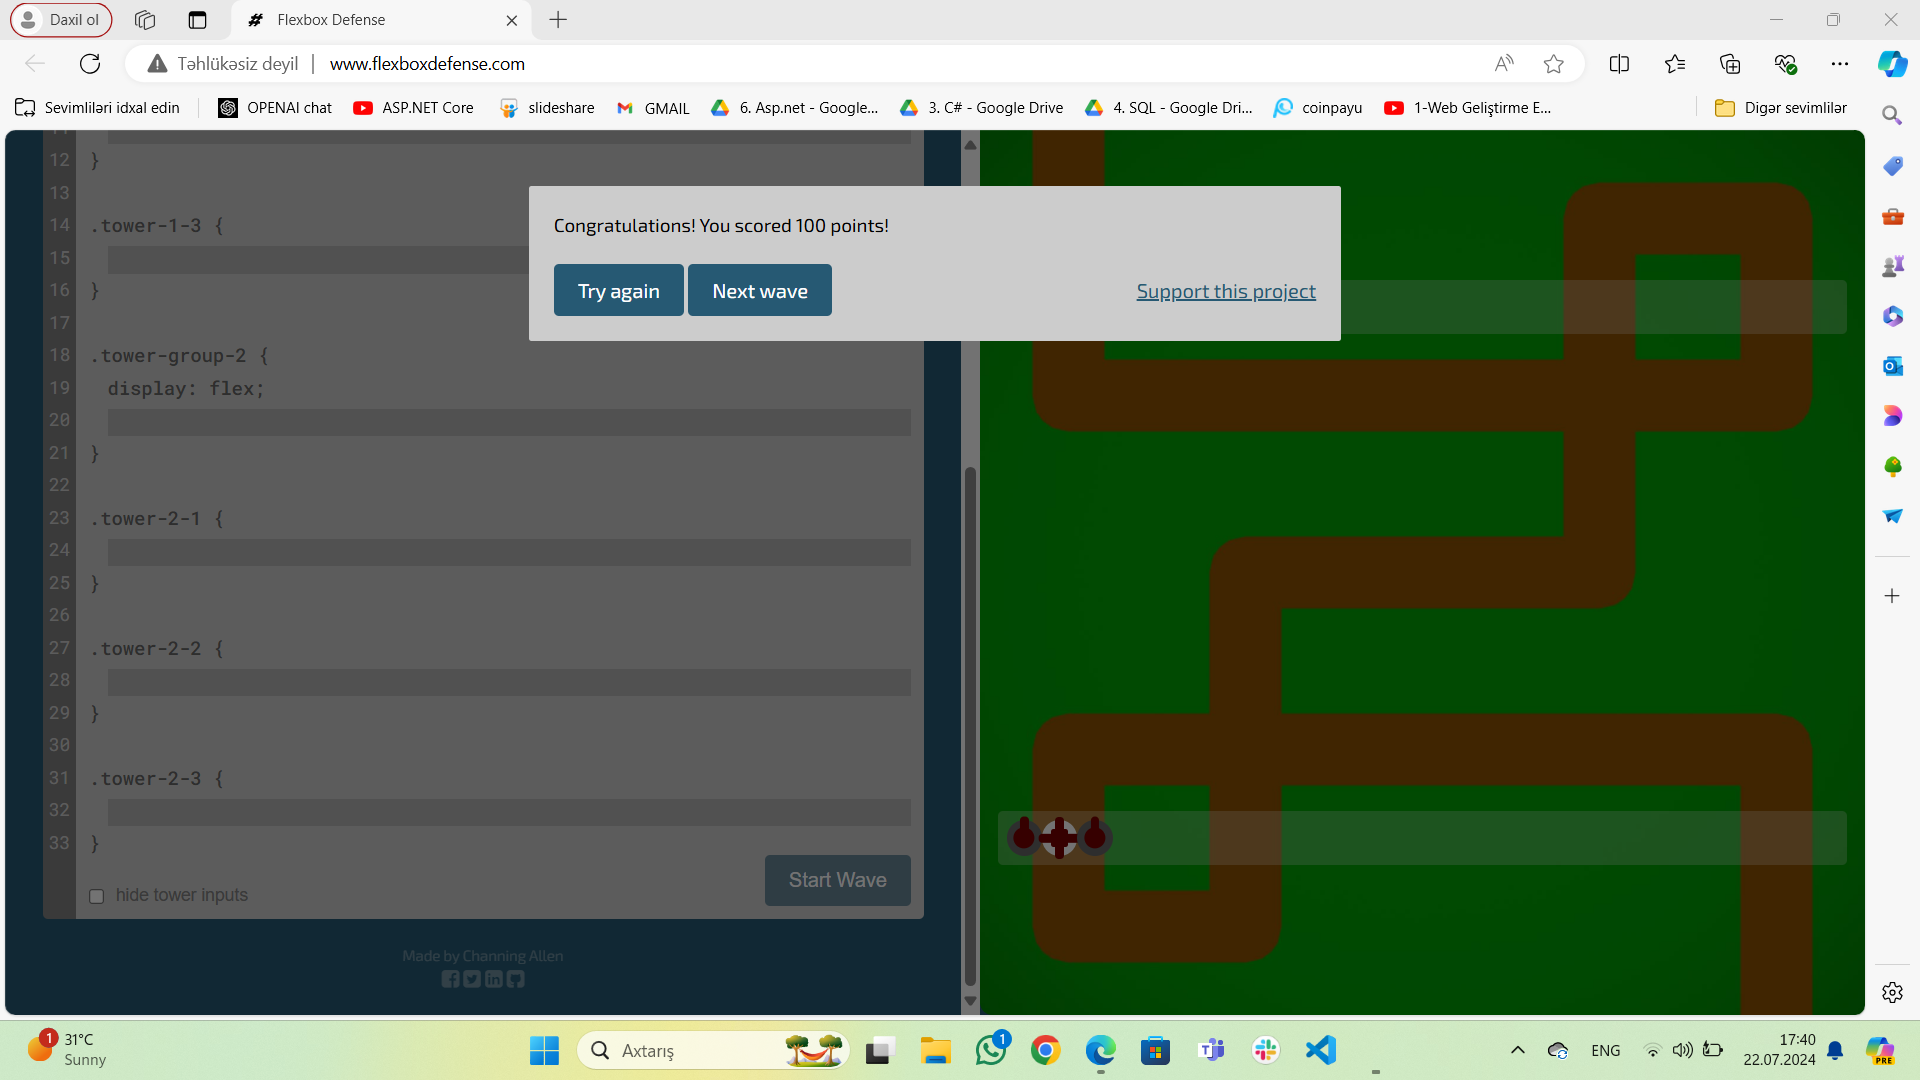 Daxil ol
Flexbox Defense
Təhlükəsiz deyil
www.flexboxdefense.com
Sevimliləri idxal edin
OPENAI chat
ASP.NET Core
slideshare
GMAIL
6. Asp.net - Google...
3. C# - Google Drive
4. SQL - Google Dri...
coinpayu
1-Web Geliştirme E...
Digər sevimlilər
12 }
13
14 .tower-1-3 {
15
16 }
17
18 .tower-group-2 {
19 display: flex;
20
21 }
22
23 .tower-2-1 {
24
25 }
26
27 .tower-2-2 {
28
29 }
30
31 .tower-2-3 {
32
33 }
hide tower inputs
Start Wave
Made by Channing Allen
Congratulations! You scored 100 points!
Try again
Next wave
Support this project
1
31°C
Sunny
Axtarış
1
ENG
17:40
22.07.2024
PRE